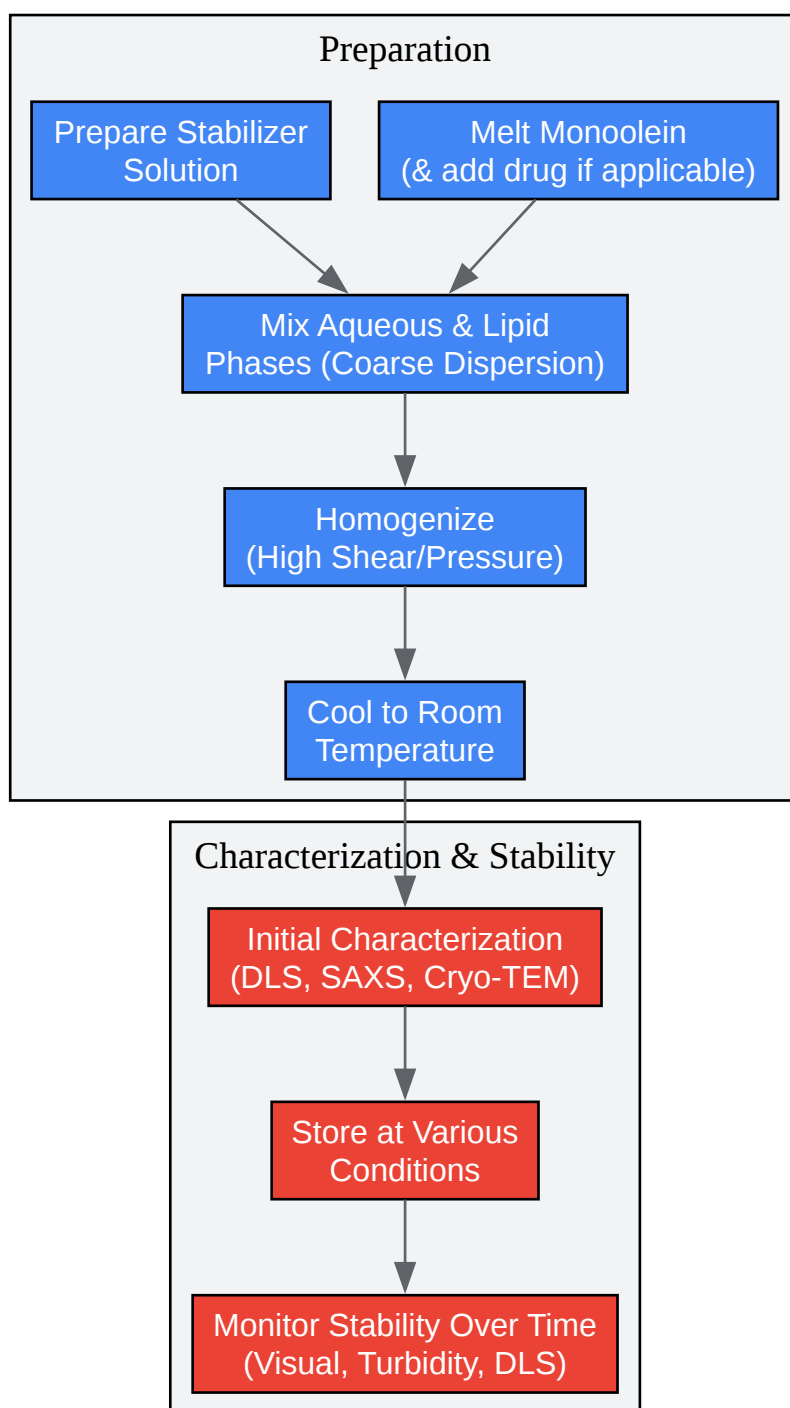 Preparation
Prepare Stabilizer
Solution
Melt Monoolein
(& add drug if applicable)
Mix Aqueous & Lipid
Phases (Coarse Dispersion)
Homogenize
(High Shear/Pressure)
Cool to Room
Temperature
Characterization & Stability
Initial Characterization
(DLS, SAXS, Cryo-TEM)
Store at Various
Conditions
Monitor Stability Over Time
(Visual, Turbidity, DLS)